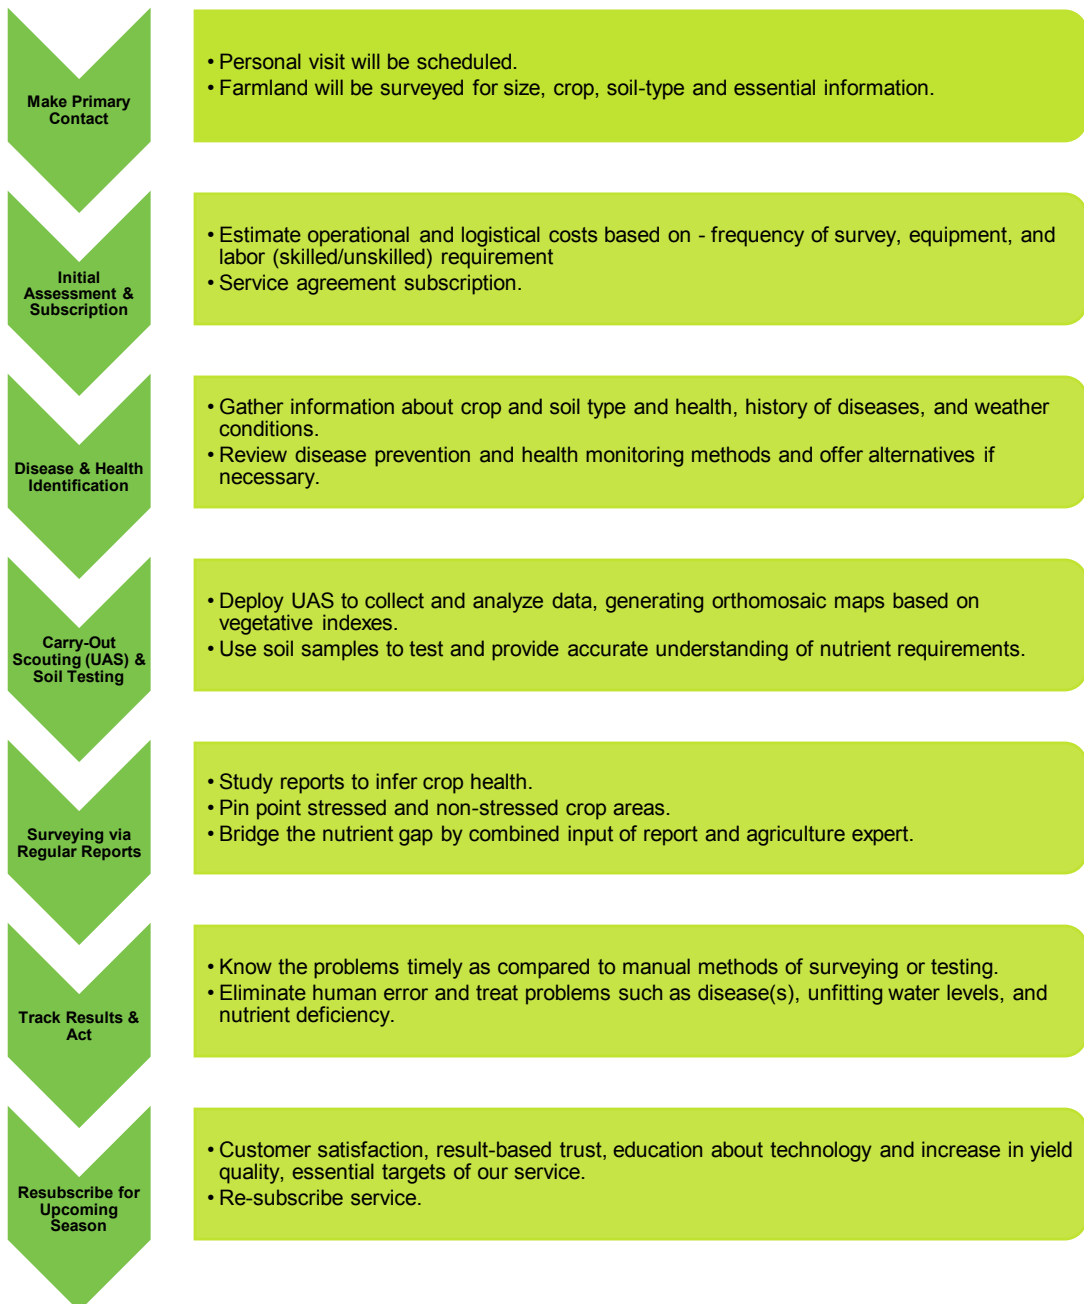 Make Primary
Contact
• Personal visit will be scheduled.
• Farmland will be surveyed for size, crop, soil-type and essential information.
Initial
Assessment &
Subscription
• Estimate operational and logistical costs based on - frequency of survey, equipment, and
labor (skilled/unskilled) requirement
• Service agreement subscription.
Disease & Health
Identification
• Gather information about crop and soil type and health, history of diseases, and weather
conditions.
• Review disease prevention and health monitoring methods and offer alternatives if
necessary.
Carry-Out
Scouting (UAS) &
Soil Testing
• Deploy UAS to collect and analyze data, generating orthomosaic maps based on
vegetative indexes.
• Use soil samples to test and provide accurate understanding of nutrient requirements.
Surveying via
Regular Reports
• Study reports to infer crop health.
• Pin point stressed and non-stressed crop areas.
• Bridge the nutrient gap by combined input of report and agriculture expert.
Track Results &
Act
• Know the problems timely as compared to manual methods of surveying or testing.
• Eliminate human error and treat problems such as disease(s), unfitting water levels, and
nutrient deficiency.
Resubscribe for
Upcoming
Season
• Customer satisfaction, result-based trust, education about technology and increase in yield
quality, essential targets of our service.
• Re-subscribe service.